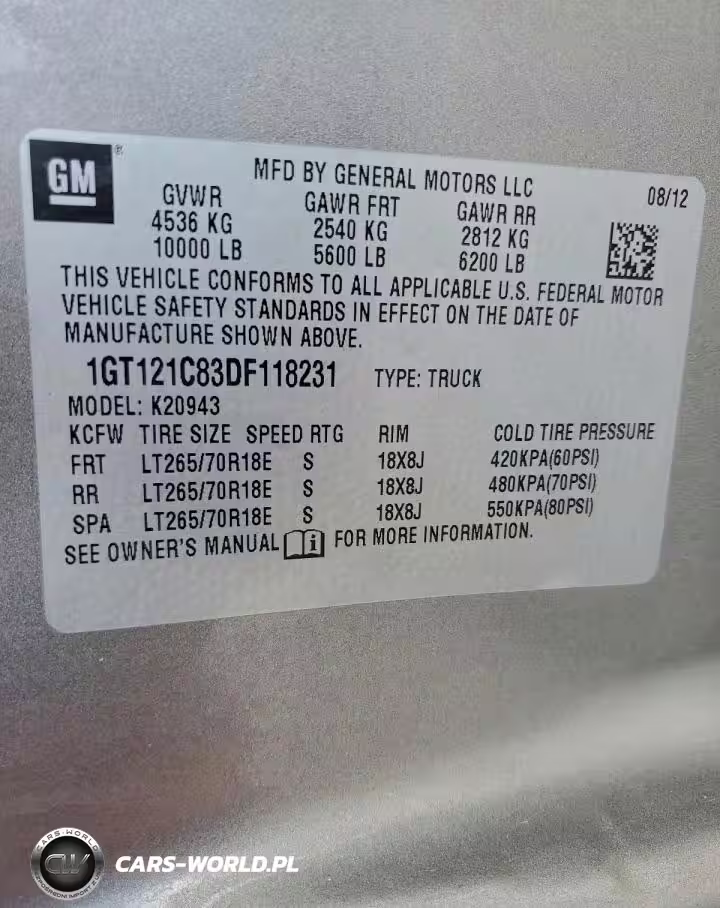 GM
MFD BY GENERAL MOTORS LLC
08/12
GVWR GAWR FRT GAWR RR
4536 KG 2540 KG 2812 KG
10000 LB 5600 LB 6200 LB
THIS VEHICLE CONFORMS TO ALL APPLICABLE U.S. FEDERAL MOTOR
VEHICLE SAFETY STANDARDS IN EFFECT ON THE DATE OF
MANUFACTURE SHOWN ABOVE.
1GT121C83DF118231 TYPE: TRUCK
MODEL: K20943
KCFW TIRE SIZE SPEED RTG RIM COLD TIRE PRESSURE
FRT LT265/70R18E S 18X8J 420KPA(60PSI)
RR LT265/70R18E S 18X8J 480KPA(70PSI)
SPA LT265/70R18E S 18X8J 550KPA(80PSI)
SEE OWNER'S MANUAL i FOR MORE INFORMATION.
CARS-WORLD
CW
CARS-WORLD.PL